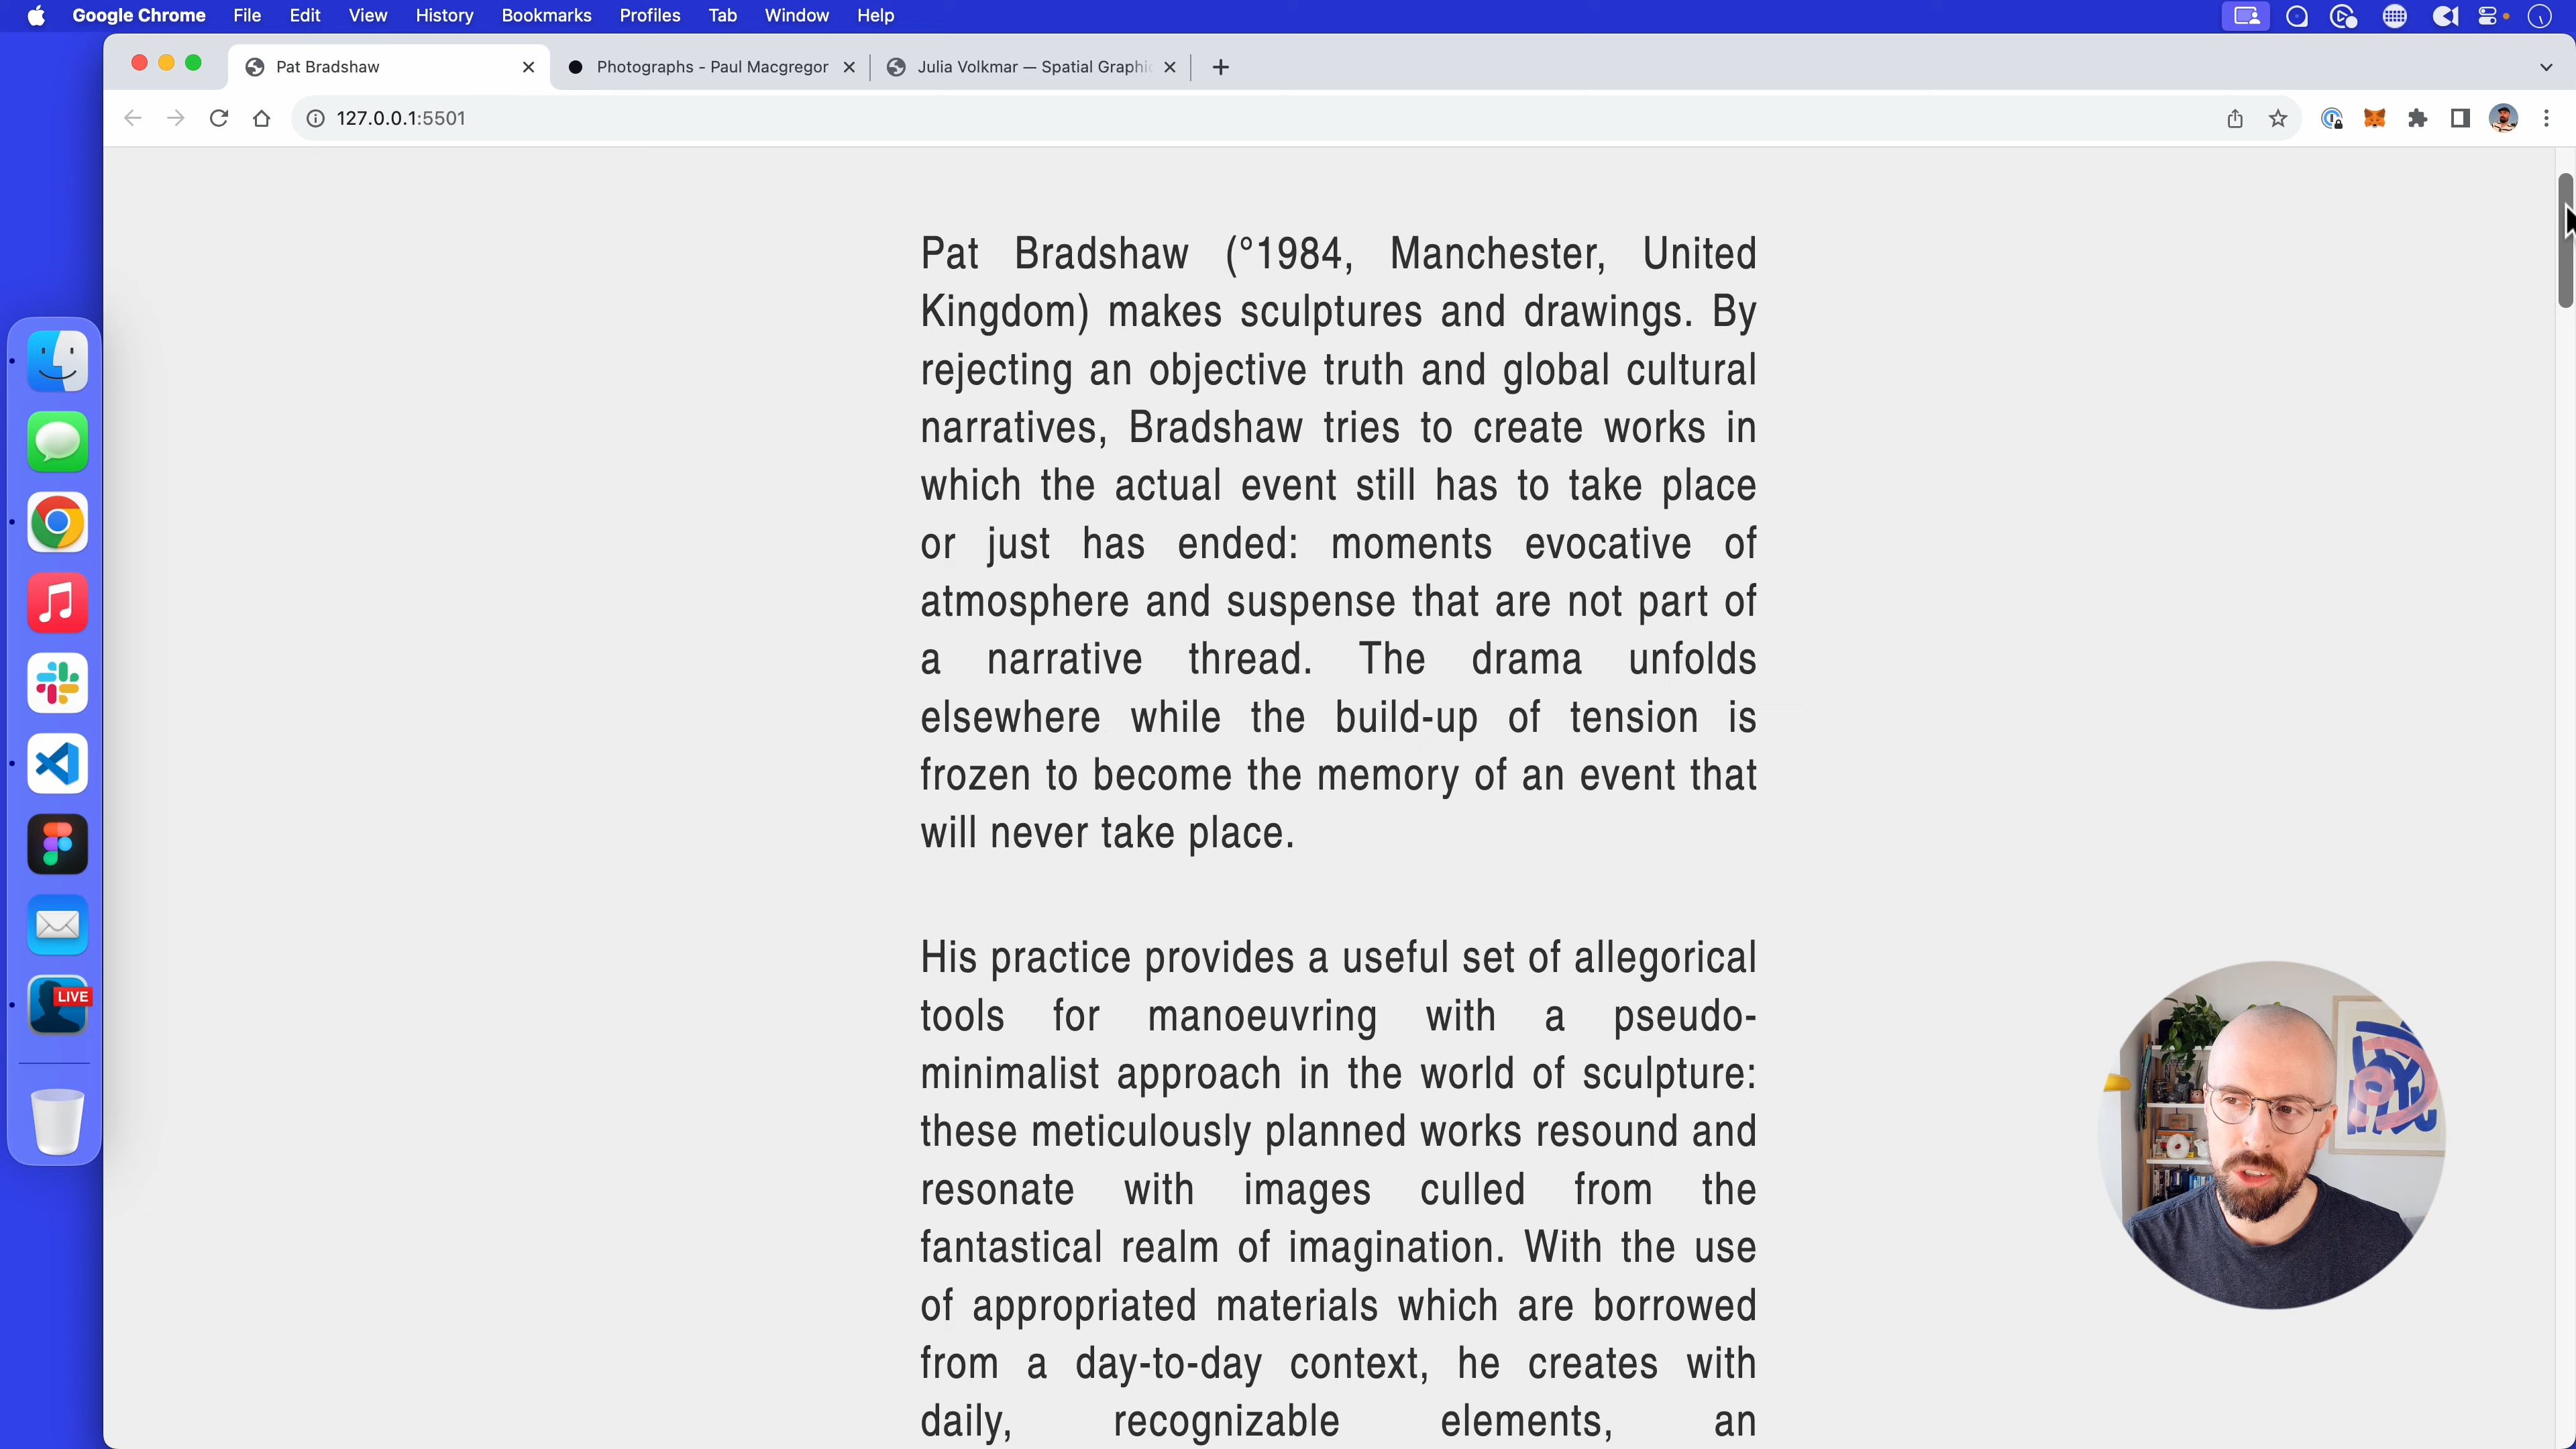 Google Chrome File Edit View History Bookmarks Profiles Tab Window Help
Pat Bradshaw
Photographs - Paul Macgregor
Julia Volkmar — Spatial Graphic
127.0.0.1:5501
Pat Bradshaw (°1984, Manchester, United
Kingdom) makes sculptures and drawings. By
rejecting an objective truth and global cultural
narratives, Bradshaw tries to create works in
which the actual event still has to take place
or just has ended: moments evocative of
atmosphere and suspense that are not part of
a narrative thread. The drama unfolds
elsewhere while the build-up of tension is
frozen to become the memory of an event that
will never take place.
His practice provides a useful set of allegorical
tools for manoeuvring with a pseudo-
minimalist approach in the world of sculpture:
these meticulously planned works resound and
resonate with images culled from the
fantastical realm of imagination. With the use
of appropriated materials which are borrowed
from a day-to-day context, he creates with
daily, recognizable elements, an
LIVE